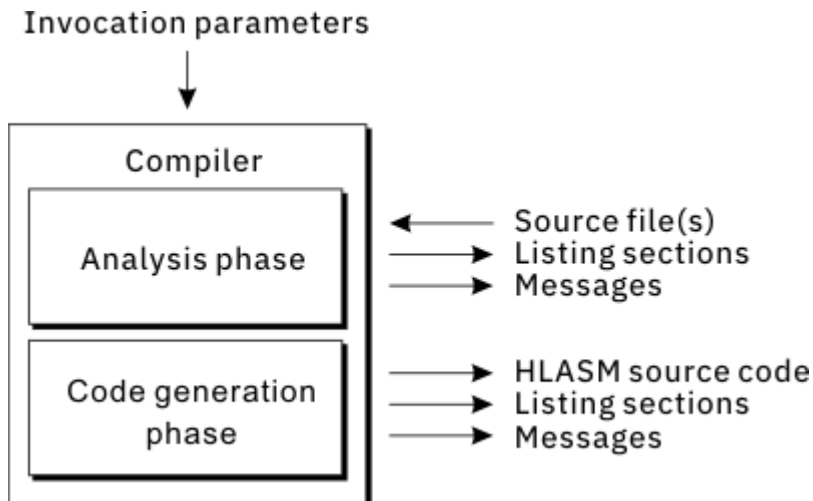 Invocation parameters
Compiler
Analysis phase
Source file(s)
Listing sections
Messages
Code generation
phase
HLASM source code
Listing sections
Messages